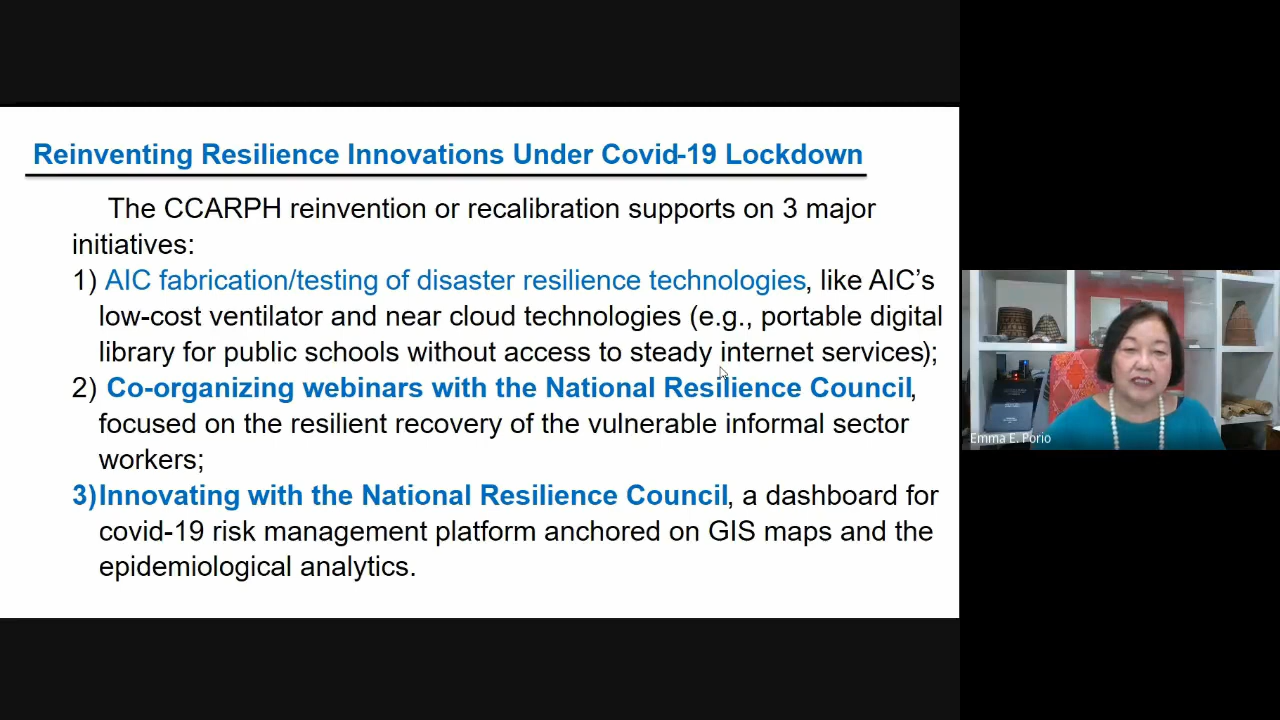 Reinventing Resilience Innovations Under Covid-19 Lockdown
The CCARPH reinvention or recalibration supports on 3 major
initiatives:
1) AIC fabrication/testing of disaster resilience technologies, like AIC’s
low-cost ventilator and near cloud technologies (e.g., portable digital
library for public schools without access to steady internet services);
2) Co-organizing webinars with the National Resilience Council,
focused on the resilient recovery of the vulnerable informal sector
workers;
3)Innovating with the National Resilience Council, a dashboard for
covid-19 risk management platform anchored on GIS maps and the
epidemiological analytics.
Emma E. Porio